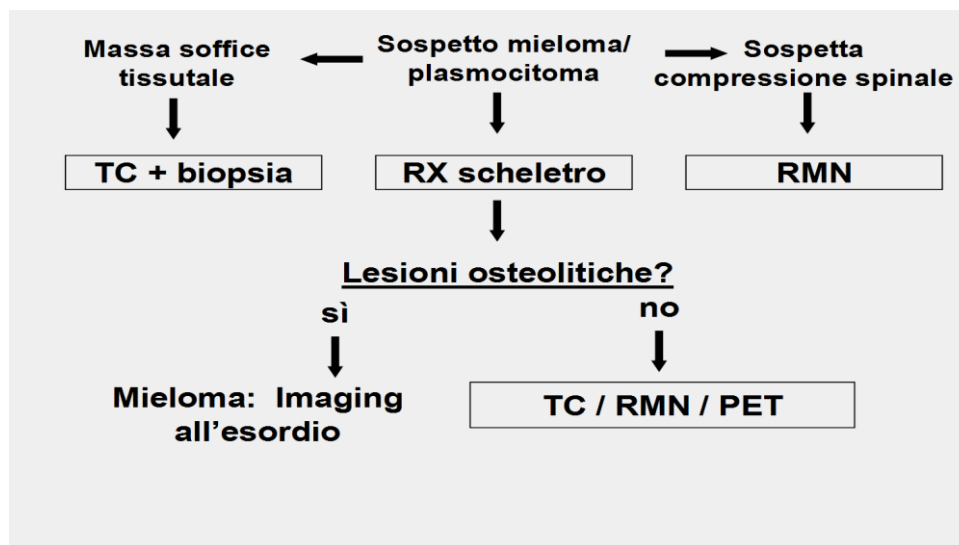 Massa soffice
tissutale
Sospetto mieloma/
plasmocitoma
Sospetta
compressione spinale
TC + biopsia
RX scheletro
RMN
Lesioni osteolitiche?
sì
no
Mieloma: Imaging
all'esordio
TC / RMN / PET